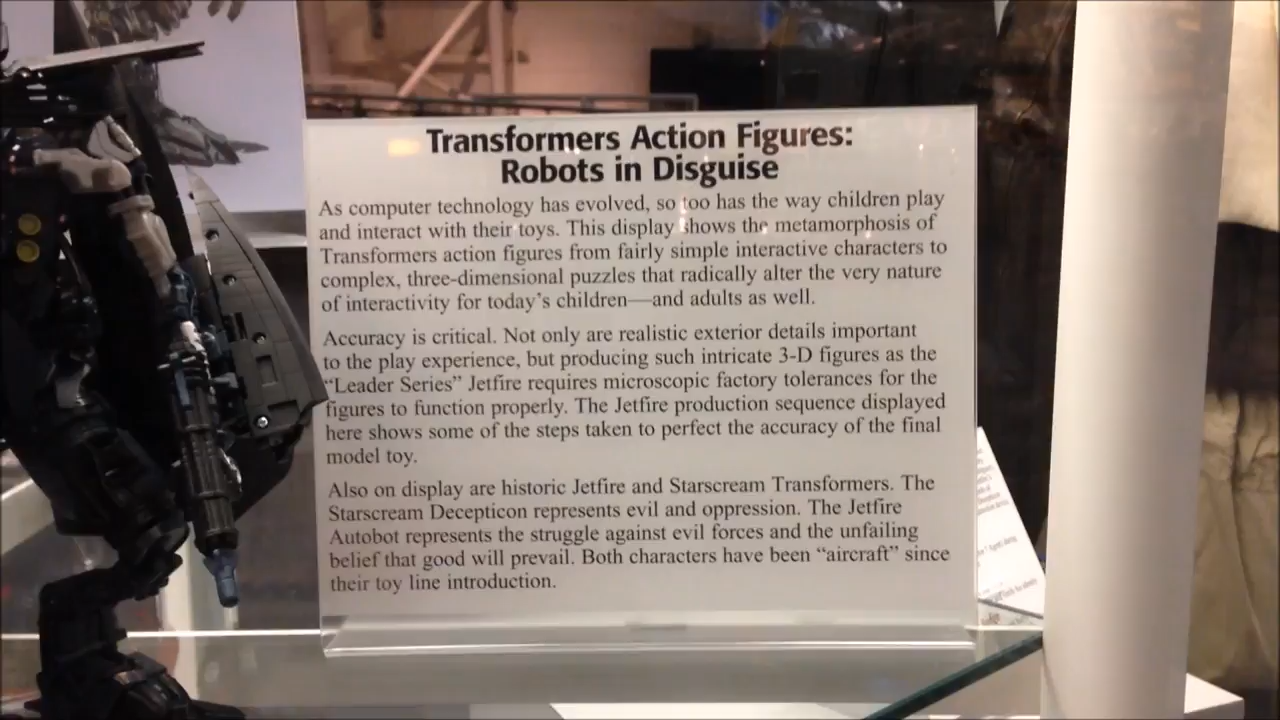 Transformers Action Figures:
Robots in Disguise
As computer technology has evolved, so too has the way children play
and interact with their toys. This display shows the metamorphosis of
Transformers action figures from fairly simple interactive characters to
complex, three-dimensional puzzles that radically alter the very nature
of interactivity for today's children—and adults as well.
Accuracy is critical. Not only are realistic exterior details important
to the play experience, but producing such intricate 3-D figures as the
“Leader Series” Jetfire requires microscopic factory tolerances for the
figures to function properly. The Jetfire production sequence displayed
here shows some of the steps taken to perfect the accuracy of the final
model toy.
Also on display are historic Jetfire and Starscream Transformers. The
Starscream Decepticon represents evil and oppression. The Jetfire
Autobot represents the struggle against evil forces and the unfailing
belief that good will prevail. Both characters have been “aircraft” since
their toy line introduction.